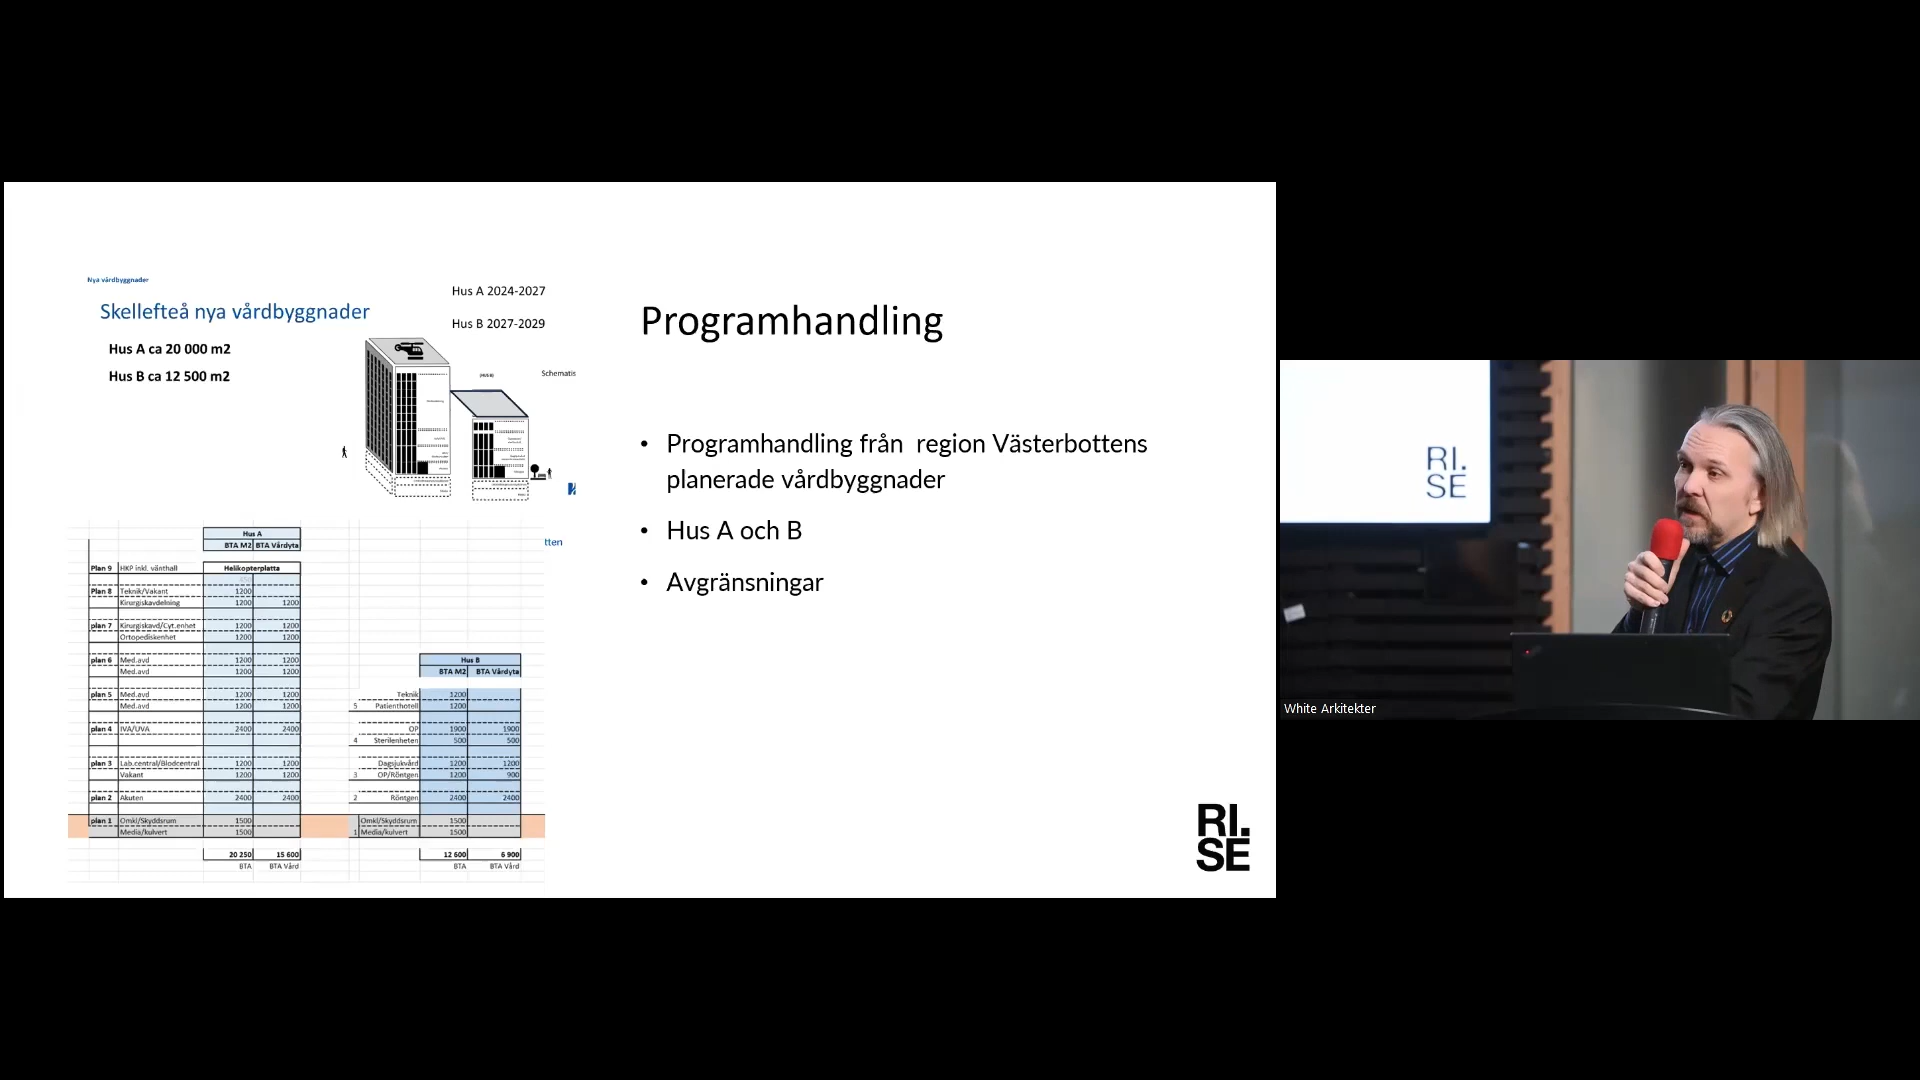 Nya vårdbyggnader
Skellefteå nya vårdbyggnader
Hus A ca 20 000 m2
Hus B ca 12 500 m2
Hus A 2024-2027
Hus B 2027-2029
(HUS B)
Schematis
tten
Hus A
BTA M2 BTA Vårdyta
Plan 9 HKP inkl. vänthall Helikopterplatta
Plan 8 Teknik/Vakant 1200
Kirurgiskavdelning 1200 1200
plan 7 Kirurgiskavd/Cyt.enhet 1200 1200
Ortopediskenhet 1200 1200
plan 6 Med.avd 1200 1200
Med.avd 1200 1200
plan 5 Med.avd 1200 1200
Med.avd 1200 1200
plan 4 IVA/UVA 2400 2400
plan 3 Lab.central/Blodcentral 1200 1200
Vakant 1200 1200
plan 2 Akuten 2400 2400
plan 1 Omkl/Skyddsrum 1500
Media/kulvert 1500
20 250 15 600
BTA BTA Vård
Hus B
BTA M2 BTA Vårdyta
Teknik 1200
5 Patienthotell 1200
OP 1900 1900
4 Sterilenheten 500 500
Dagsjukvård 1200 1200
3 OP/Röntgen 1200 900
2 Röntgen 2400 2400
Omkl/Skyddsrum 1500
1 Media/kulvert 1500
12 600 6 900
BTA BTA Vård
Programhandling
• Programhandling från  region Västerbottens
planerade vårdbyggnader
• Hus A och B
• Avgränsningar
RI.
SE
RI.
SE
White Arkitekter